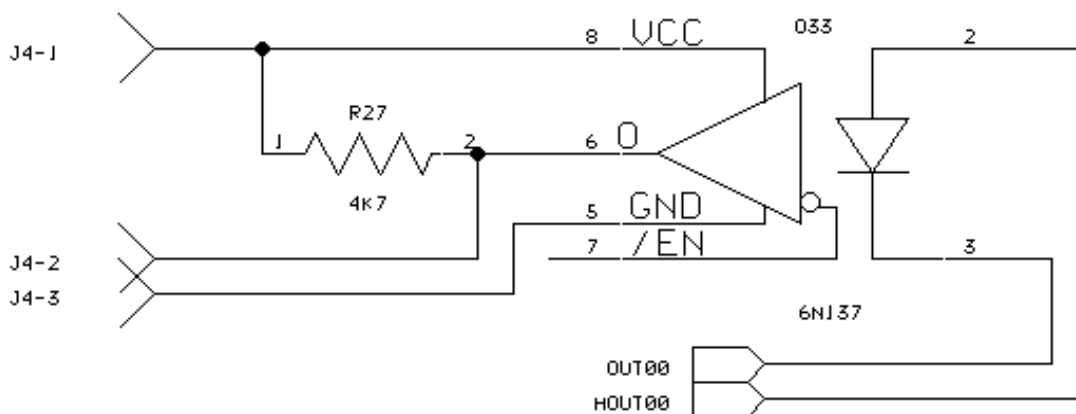 J4-1
8 VCC
O33
2
R27
1
2
6 O
4K7
5 GND
7 /EN
3
J4-2
J4-3
6N137
OUT00
HOUT00